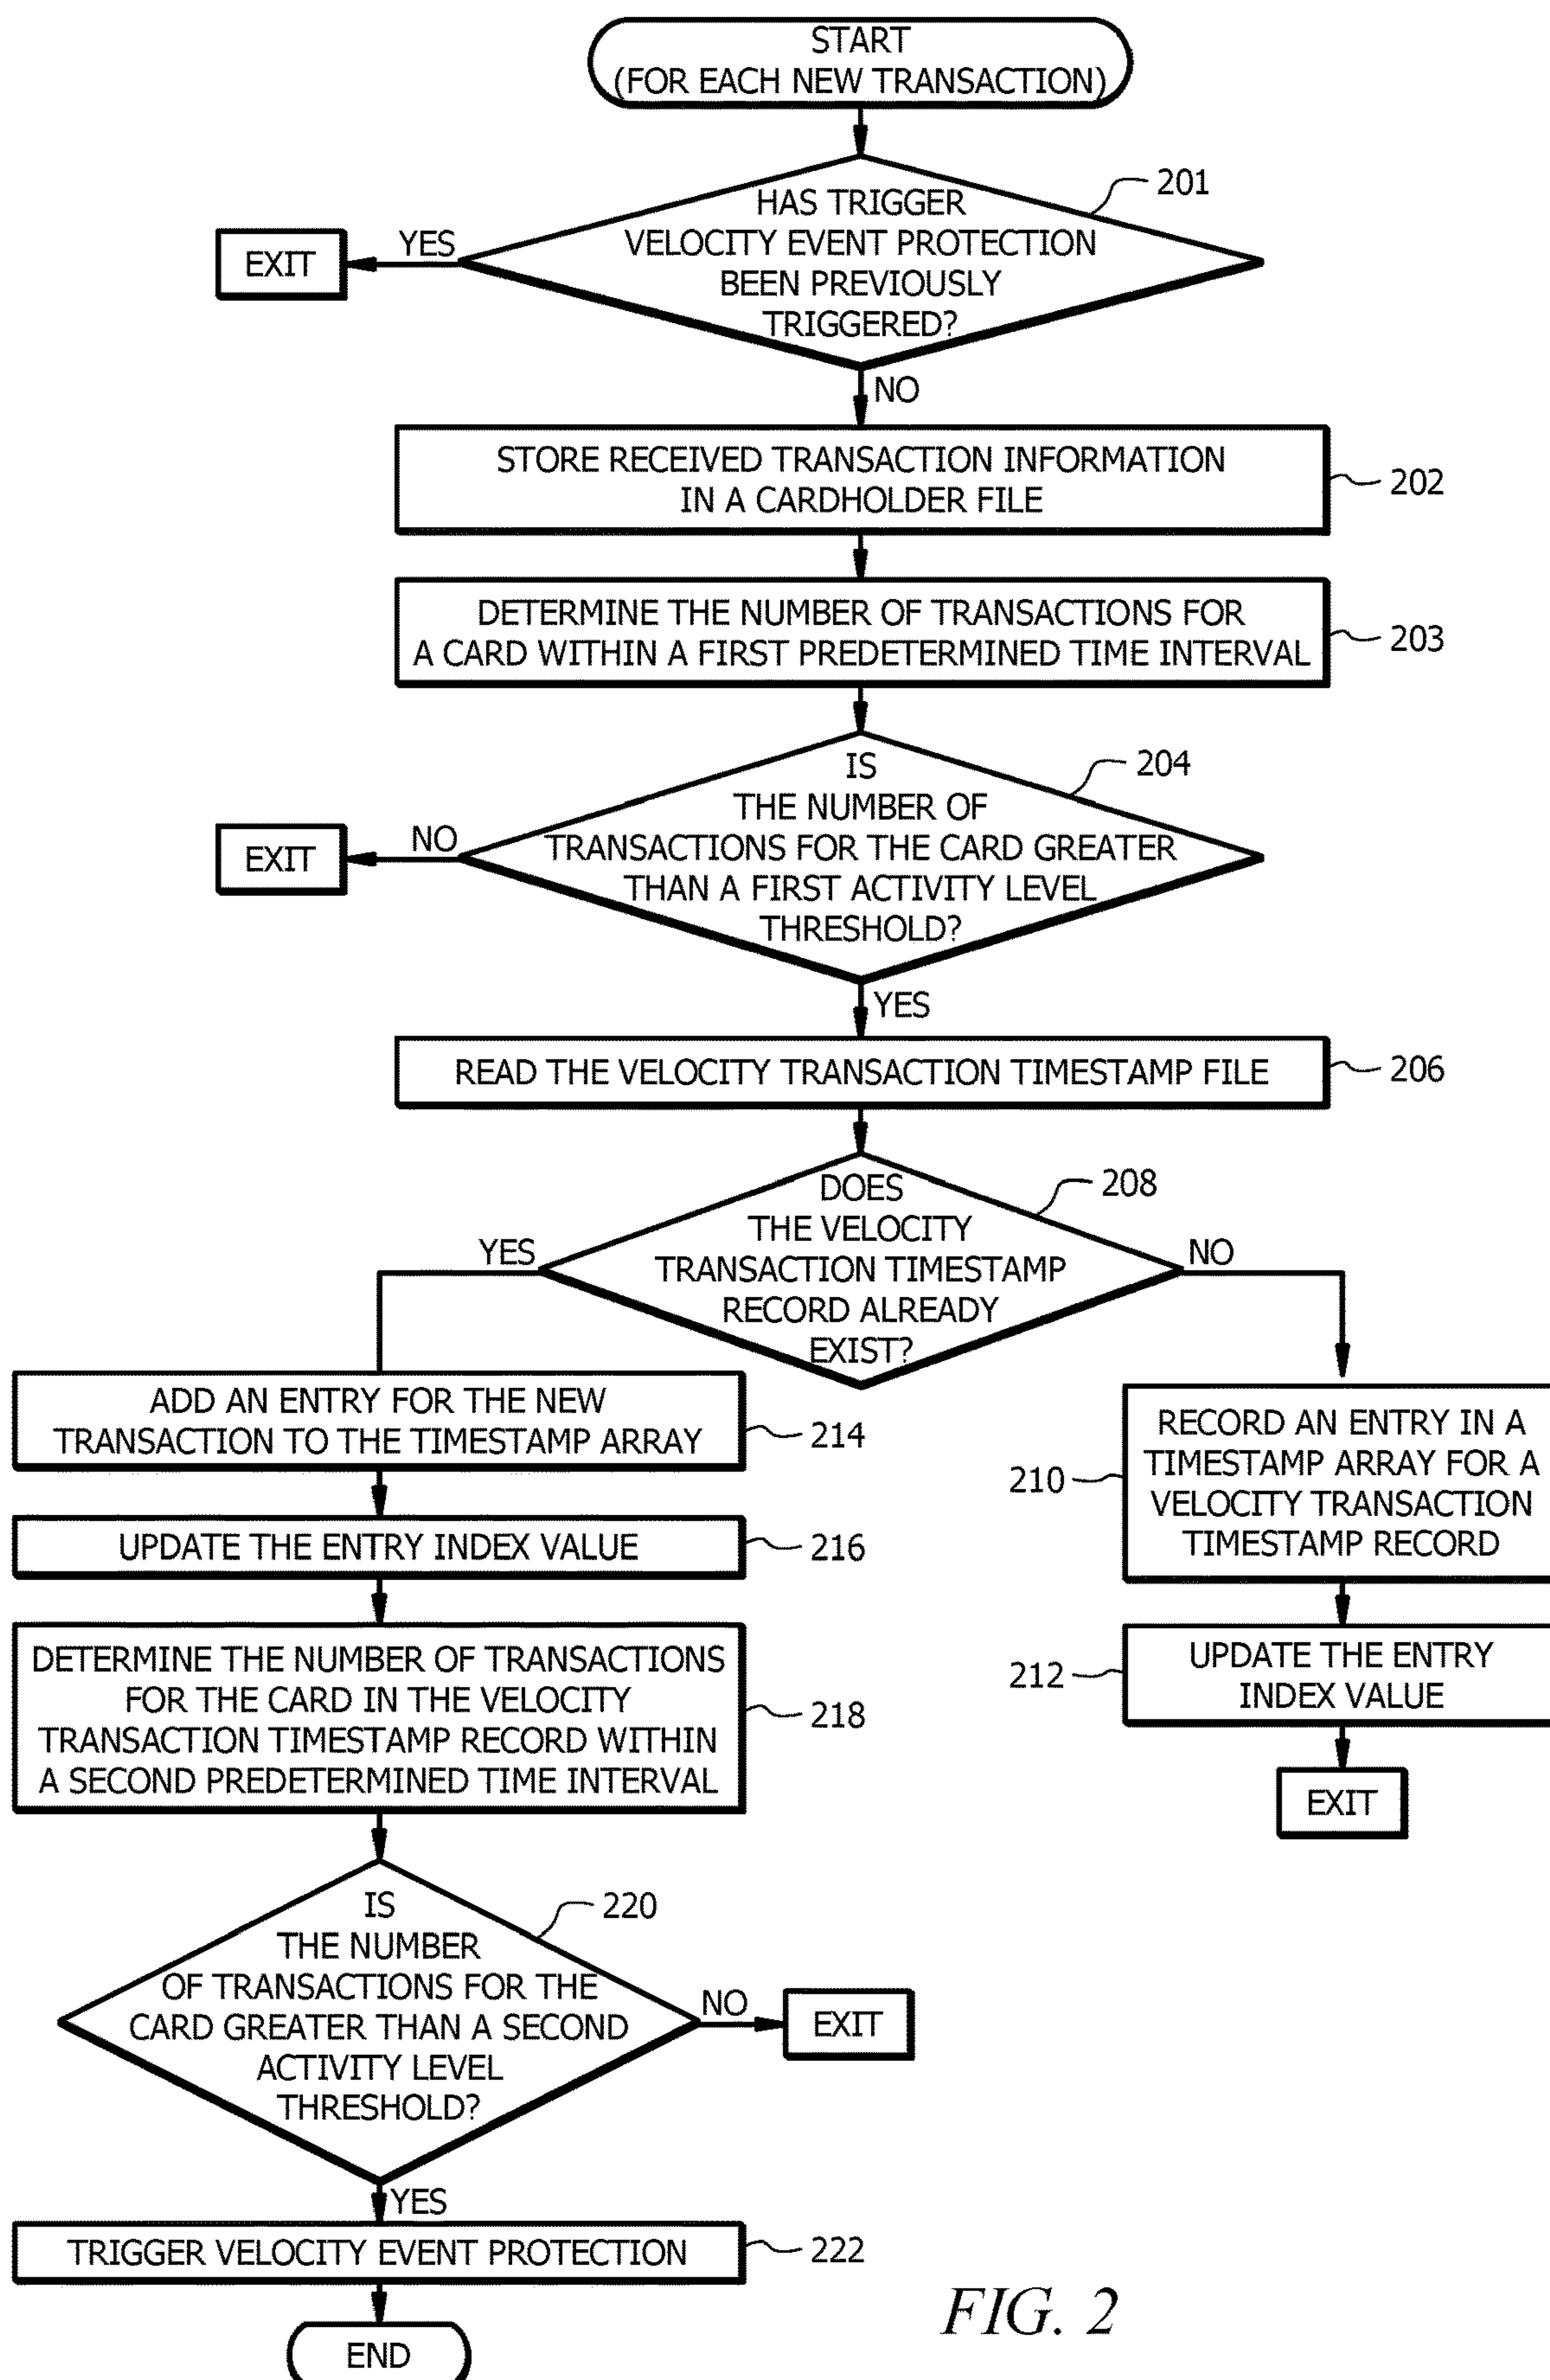 START
(FOR EACH NEW TRANSACTION)
201
HAS TRIGGER
VELOCITY EVENT PROTECTION
BEEN PREVIOUSLY
TRIGGERED?
YES
EXIT
NO
STORE RECEIVED TRANSACTION INFORMATION
IN A CARDHOLDER FILE
202
DETERMINE THE NUMBER OF TRANSACTIONS FOR
A CARD WITHIN A FIRST PREDETERMINED TIME INTERVAL
203
IS
THE NUMBER OF
TRANSACTIONS FOR THE CARD GREATER
THAN A FIRST ACTIVITY LEVEL
THRESHOLD?
204
NO
EXIT
YES
READ THE VELOCITY TRANSACTION TIMESTAMP FILE
206
DOES
THE VELOCITY
TRANSACTION TIMESTAMP
RECORD ALREADY
EXIST?
208
YES
NO
ADD AN ENTRY FOR THE NEW
TRANSACTION TO THE TIMESTAMP ARRAY
214
RECORD AN ENTRY IN A
TIMESTAMP ARRAY FOR A
VELOCITY TRANSACTION
TIMESTAMP RECORD
210
UPDATE THE ENTRY INDEX VALUE
216
UPDATE THE ENTRY
INDEX VALUE
212
EXIT
DETERMINE THE NUMBER OF TRANSACTIONS
FOR THE CARD IN THE VELOCITY
TRANSACTION TIMESTAMP RECORD WITHIN
A SECOND PREDETERMINED TIME INTERVAL
218
IS
THE NUMBER
OF TRANSACTIONS FOR THE
CARD GREATER THAN A SECOND
ACTIVITY LEVEL
THRESHOLD?
220
NO
EXIT
YES
TRIGGER VELOCITY EVENT PROTECTION
222
END
FIG. 2